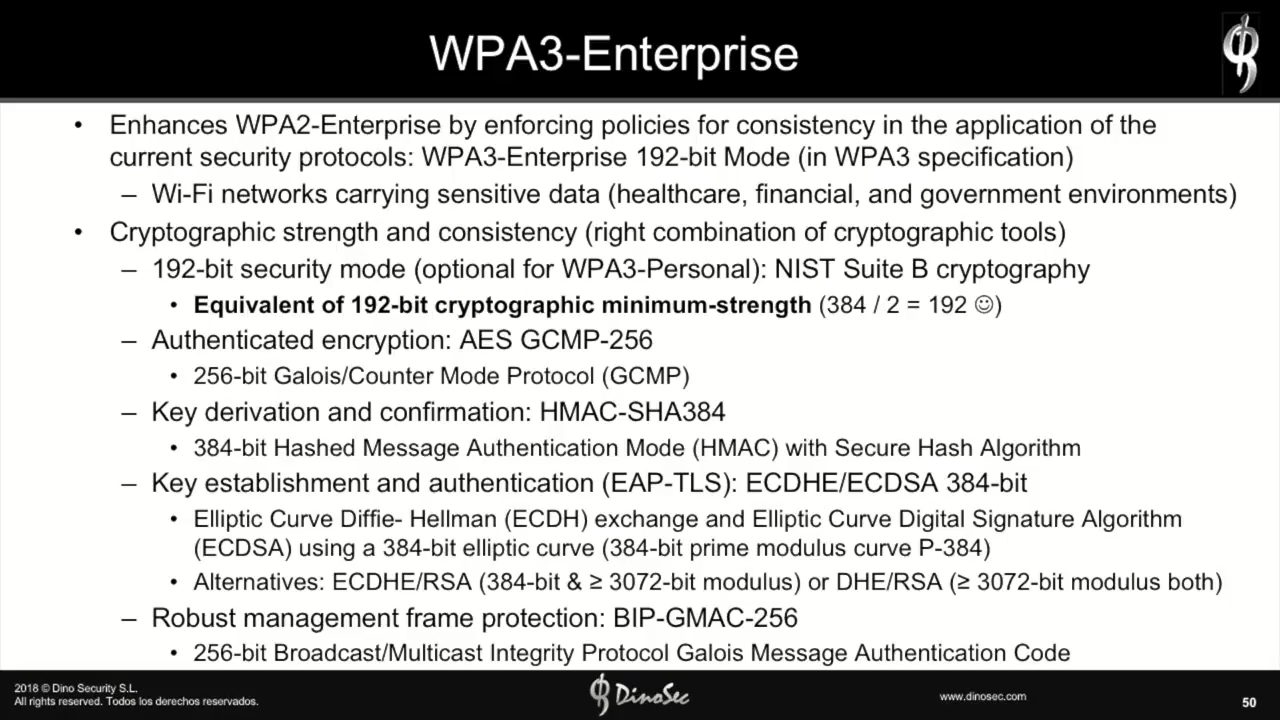 WPA3-Enterprise
• Enhances WPA2-Enterprise by enforcing policies for consistency in the application of the
current security protocols: WPA3-Enterprise 192-bit Mode (in WPA3 specification)
– Wi-Fi networks carrying sensitive data (healthcare, financial, and government environments)
• Cryptographic strength and consistency (right combination of cryptographic tools)
– 192-bit security mode (optional for WPA3-Personal): NIST Suite B cryptography
• Equivalent of 192-bit cryptographic minimum-strength (384 / 2 = 192 ☺)
– Authenticated encryption: AES GCMP-256
• 256-bit Galois/Counter Mode Protocol (GCMP)
– Key derivation and confirmation: HMAC-SHA384
• 384-bit Hashed Message Authentication Mode (HMAC) with Secure Hash Algorithm
– Key establishment and authentication (EAP-TLS): ECDHE/ECDSA 384-bit
• Elliptic Curve Diffie- Hellman (ECDH) exchange and Elliptic Curve Digital Signature Algorithm
(ECDSA) using a 384-bit elliptic curve (384-bit prime modulus curve P-384)
• Alternatives: ECDHE/RSA (384-bit & ≥ 3072-bit modulus) or DHE/RSA (≥ 3072-bit modulus both)
– Robust management frame protection: BIP-GMAC-256
• 256-bit Broadcast/Multicast Integrity Protocol Galois Message Authentication Code
2018 © Dino Security S.L.
All rights reserved. Todos los derechos reservados.
DinoSec
www.dinosec.com
50